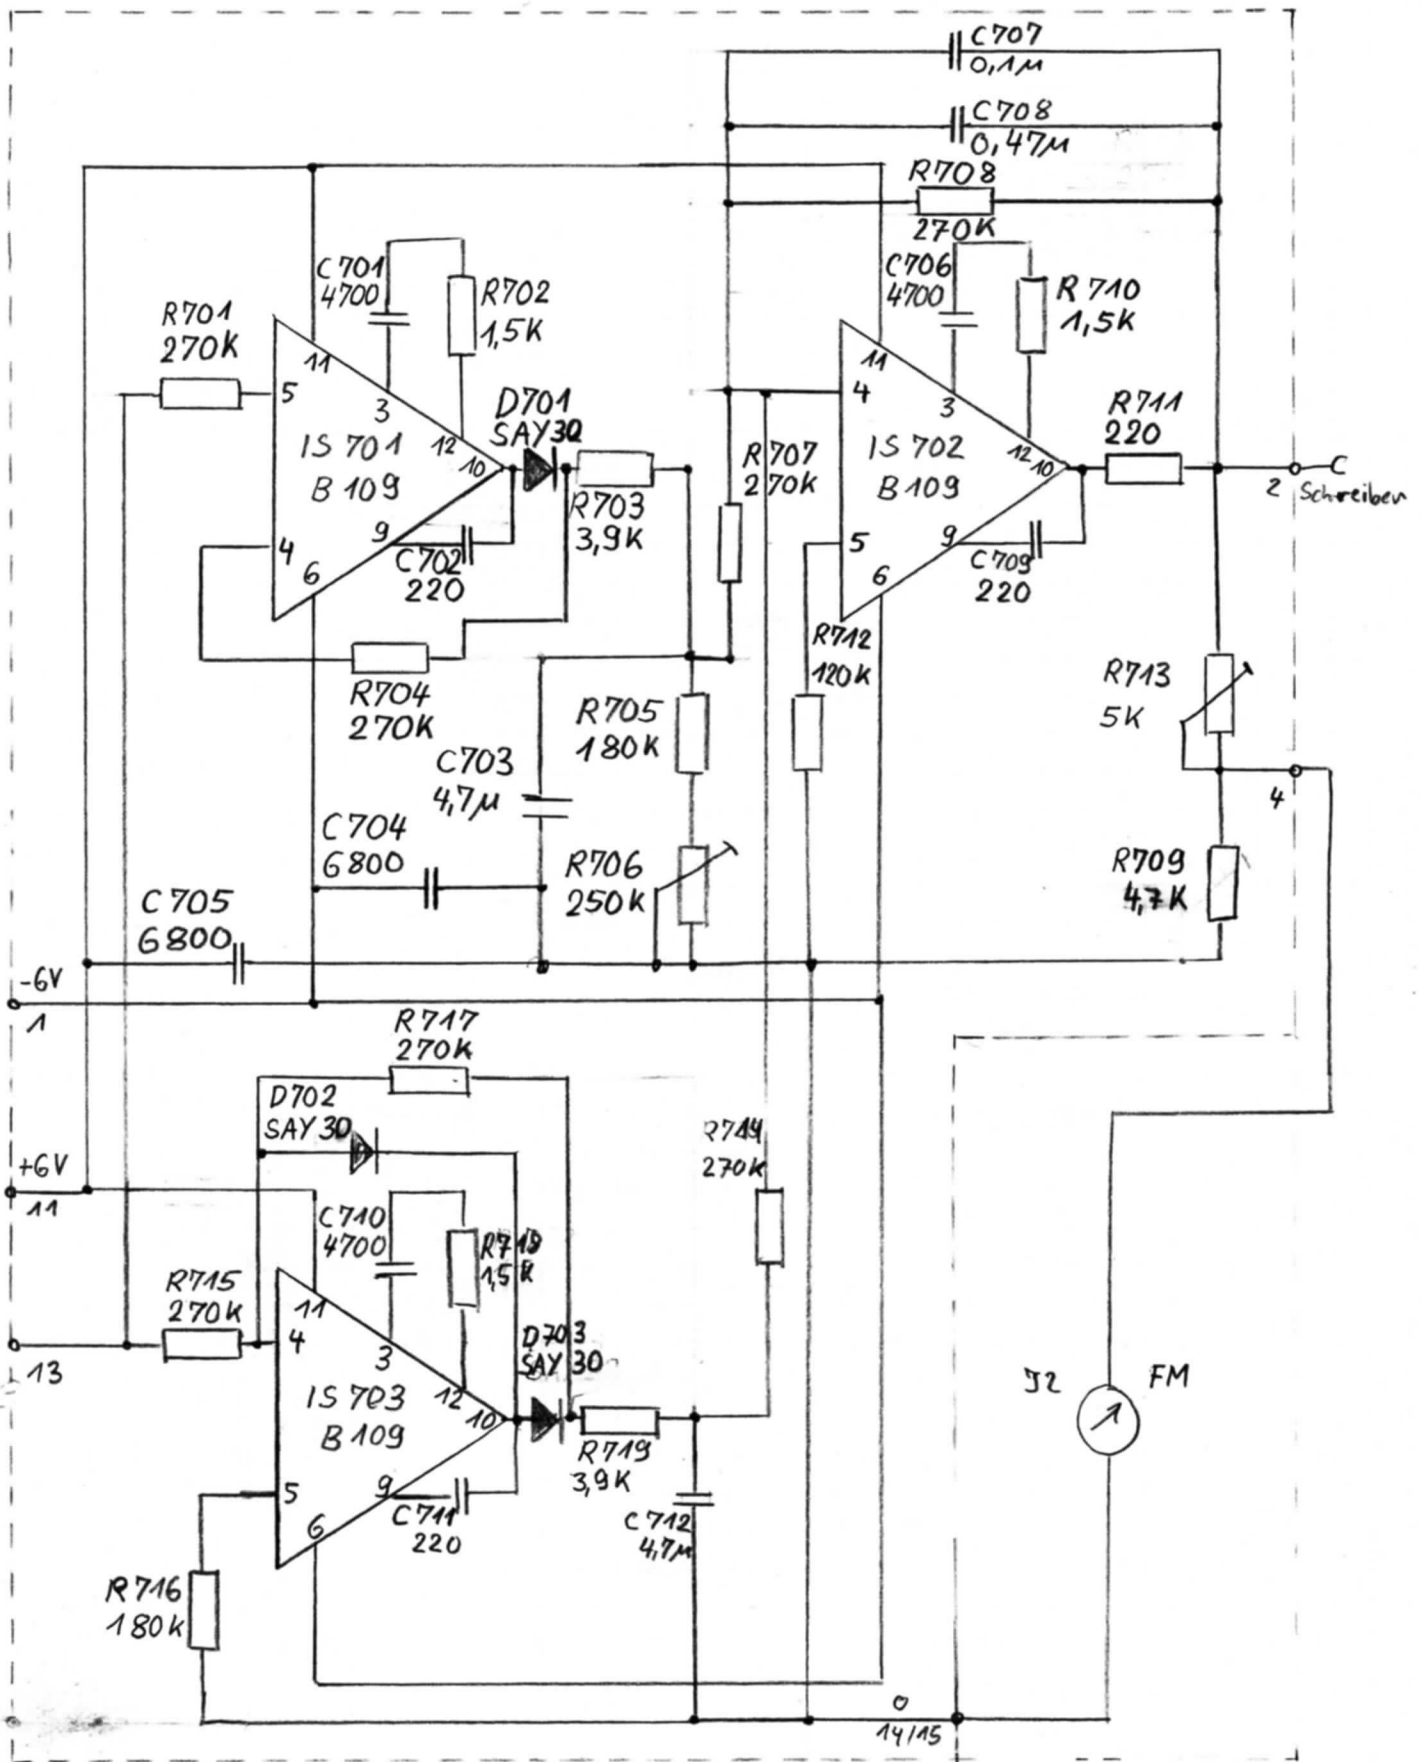 C707
0,1µ
C708
0,47µ
R708
270K
C701
4700
R702
1,5K
C706
4700
R710
1,5K
R701
270K
11
5
3
12
10
IS 701
B 109
4
6
9
D701
SAY30
R703
3,9K
C702
220
R704
270K
R707
270K
11
4
3
12
10
IS 702
B 109
5
6
9
R711
220
C
2
Schreiber
C709
220
R712
120K
R713
5K
4
R705
180K
C703
4,7µ
C704
6800
R706
250K
R709
4,7K
C705
6800
-6V
1
R717
270K
D702
SAY30
R714
270K
+6V
11
C710
4700
1,5K
R715
270K
13
11
4
3
12
10
IS 703
B 109
5
6
9
D703
SAY30
R719
3,9K
C711
220
C712
4,7µ
R716
180K
J2
FM
0
14/15